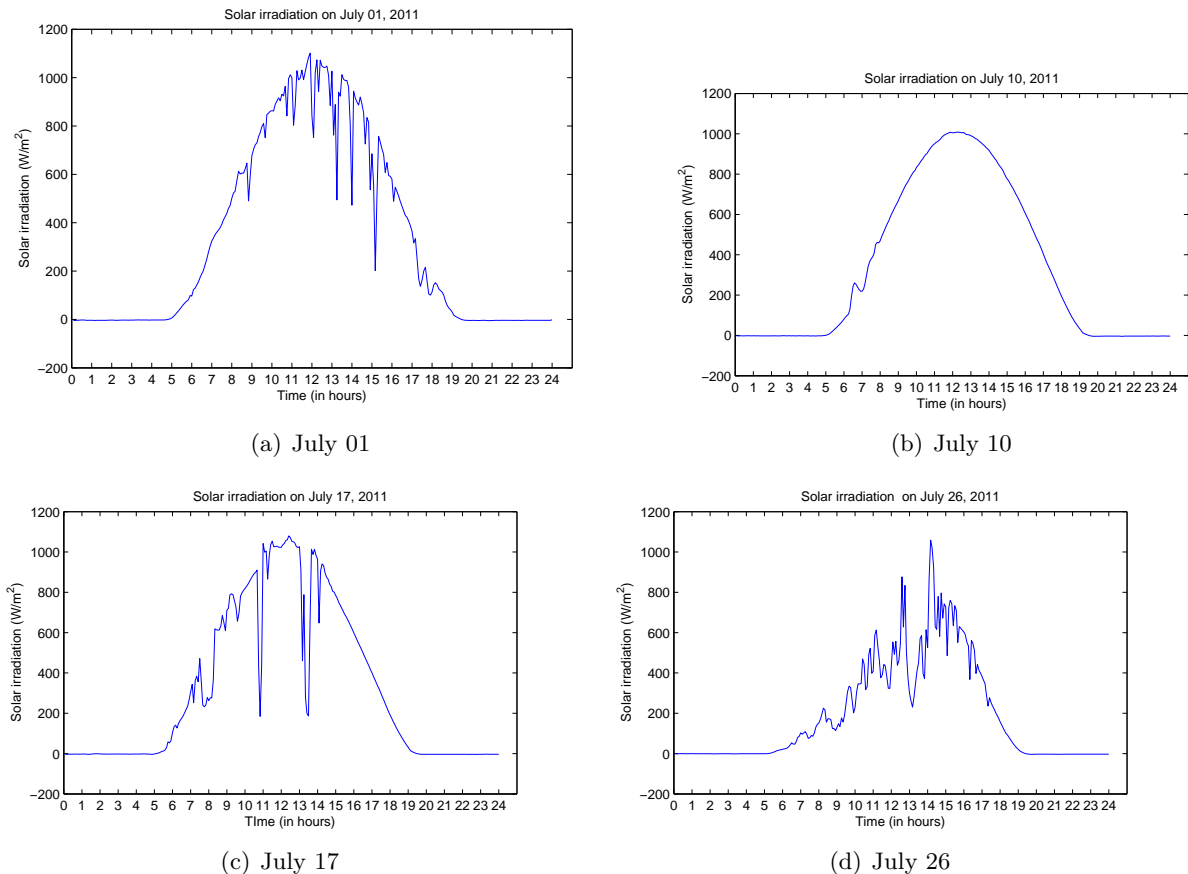 Solar irradiation on July 01, 2011
1200
1000
800
600
400
200
0
−200
Solar irradiation (W/m²)
0 1 2 3 4 5 6 7 8 9 10 11 12 13 14 15 16 17 18 19 20 21 22 23 24
Time (in hours)
(a) July 01
Solar irradiation on July 10, 2011
1200
1000
800
600
400
200
0
−200
Solar irradiation (W/m²)
0 1 2 3 4 5 6 7 8 9 10 11 12 13 14 15 16 17 18 19 20 21 22 23 24
Time (in hours)
(b) July 10
Solar irradiation on July 17, 2011
1200
1000
800
600
400
200
0
−200
Solar irradiation (W/m²)
0 1 2 3 4 5 6 7 8 9 10 11 12 13 14 15 16 17 18 19 20 21 22 23 24
TIme (in hours)
(c) July 17
Solar irradiation on July 26, 2011
1200
1000
800
600
400
200
0
−200
Solar irradiation (W/m²)
0 1 2 3 4 5 6 7 8 9 10 11 12 13 14 15 16 17 18 19 20 21 22 23 24
Time (in hours)
(d) July 26